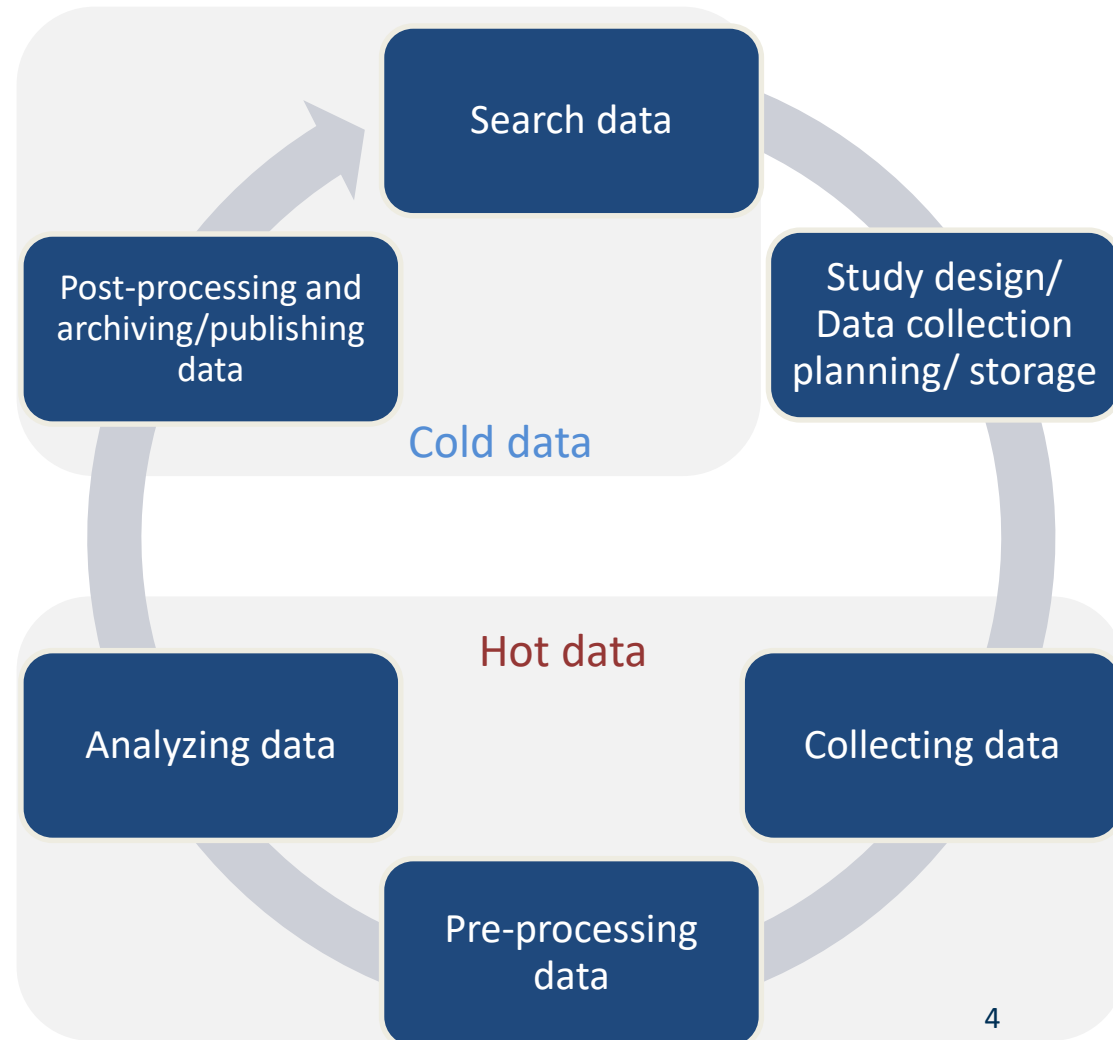 Search data
Study design/
Data collection
planning/ storage
Post-processing and
archiving/publishing
data
Cold data
Hot data
Analyzing data
Collecting data
Pre-processing
data
4